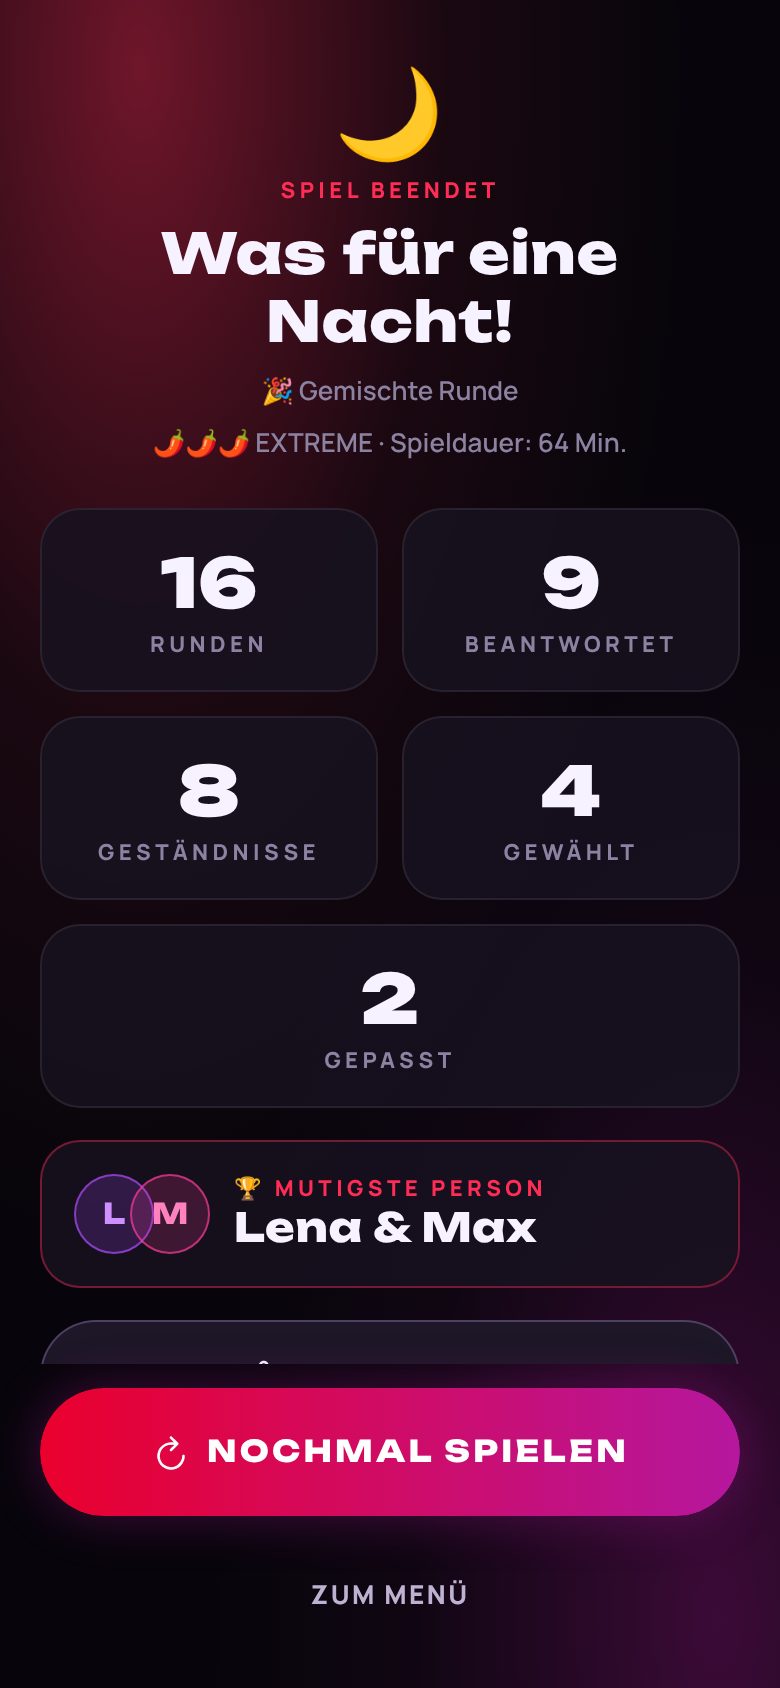 SPIEL BEENDET
Was für eine
Nacht!
🎉 Gemischte Runde
🌶️🌶️🌶️ EXTREME · Spieldauer: 64 Min.
16
RUNDEN
9
BEANTWORTET
8
GESTÄNDNISSE
4
GEWÄHLT
2
GEPASST
L M
🏆 MUTIGSTE PERSON
Lena & Max
NOCHMAL SPIELEN
ZUM MENÜ